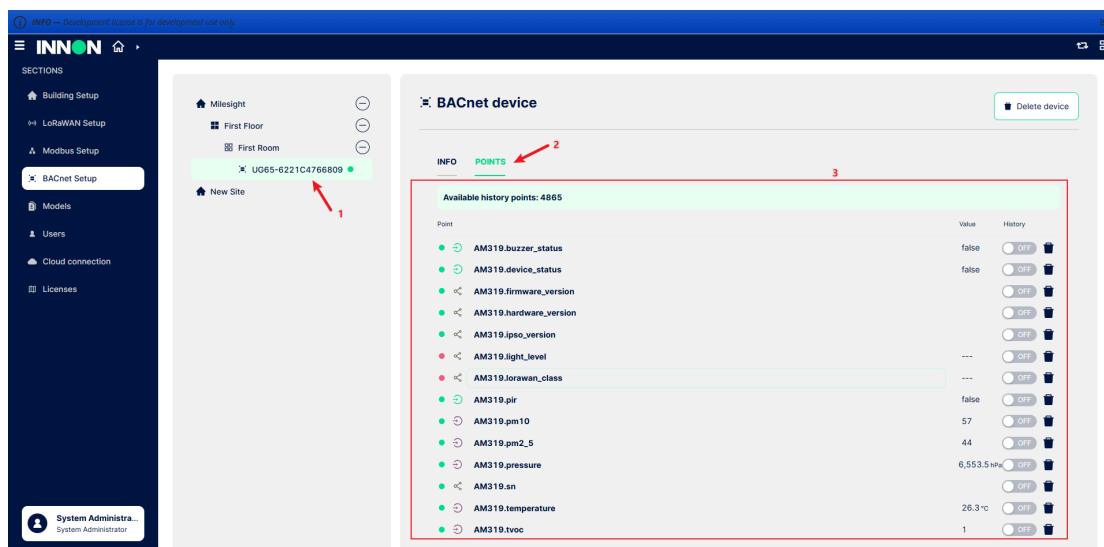 INFO — Development license is for development use only.
INNON
SECTIONS
Building Setup
LoRaWAN Setup
Modbus Setup
BACnet Setup
Models
Users
Cloud connection
Licenses
System Administra...
System Administrator
Milesight
First Floor
First Room
UG65-6221C4766809
New Site
1
BACnet device
Delete device
INFO POINTS
2
3
Available history points: 4865
Point Value History
AM319.buzzer_status false OFF
AM319.device_status false OFF
AM319.firmware_version OFF
AM319.hardware_version OFF
AM319.ipso_version OFF
AM319.light_level --- OFF
AM319.lorawan_class --- OFF
AM319.pir false OFF
AM319.pm10 57 OFF
AM319.pm2_5 44 OFF
AM319.pressure 6,553.5 hPa OFF
AM319.sn OFF
AM319.temperature 26.3 °C OFF
AM319.tvoc 1 OFF